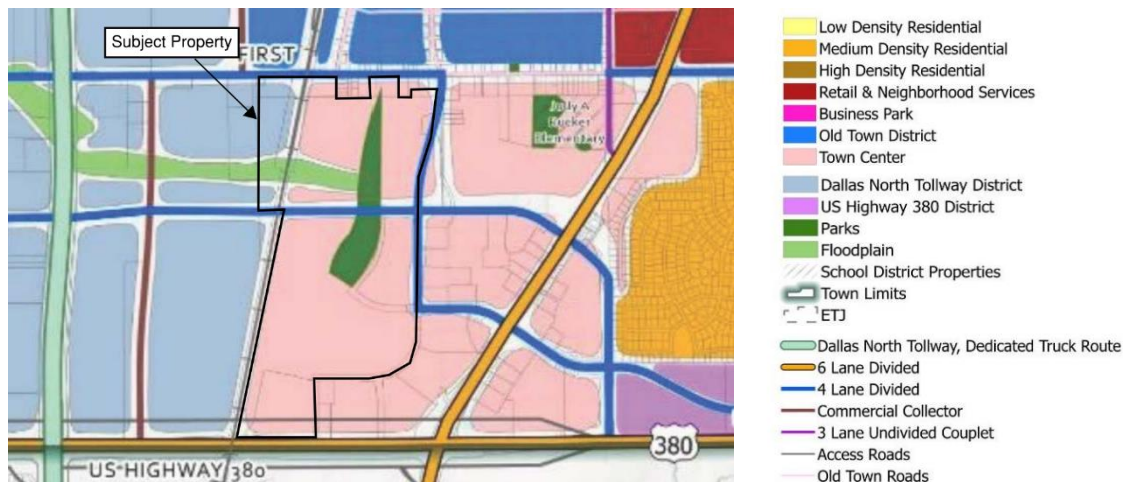 Subject Property
FIRST
Judy A
Rucker
Elementary
380
US HIGHWAY 380
Low Density Residential
Medium Density Residential
High Density Residential
Retail & Neighborhood Services
Business Park
Old Town District
Town Center
Dallas North Tollway District
US Highway 380 District
Parks
Floodplain
School District Properties
Town Limits
ETJ
Dallas North Tollway, Dedicated Truck Route
6 Lane Divided
4 Lane Divided
Commercial Collector
3 Lane Undivided Couplet
Access Roads
Old Town Roads